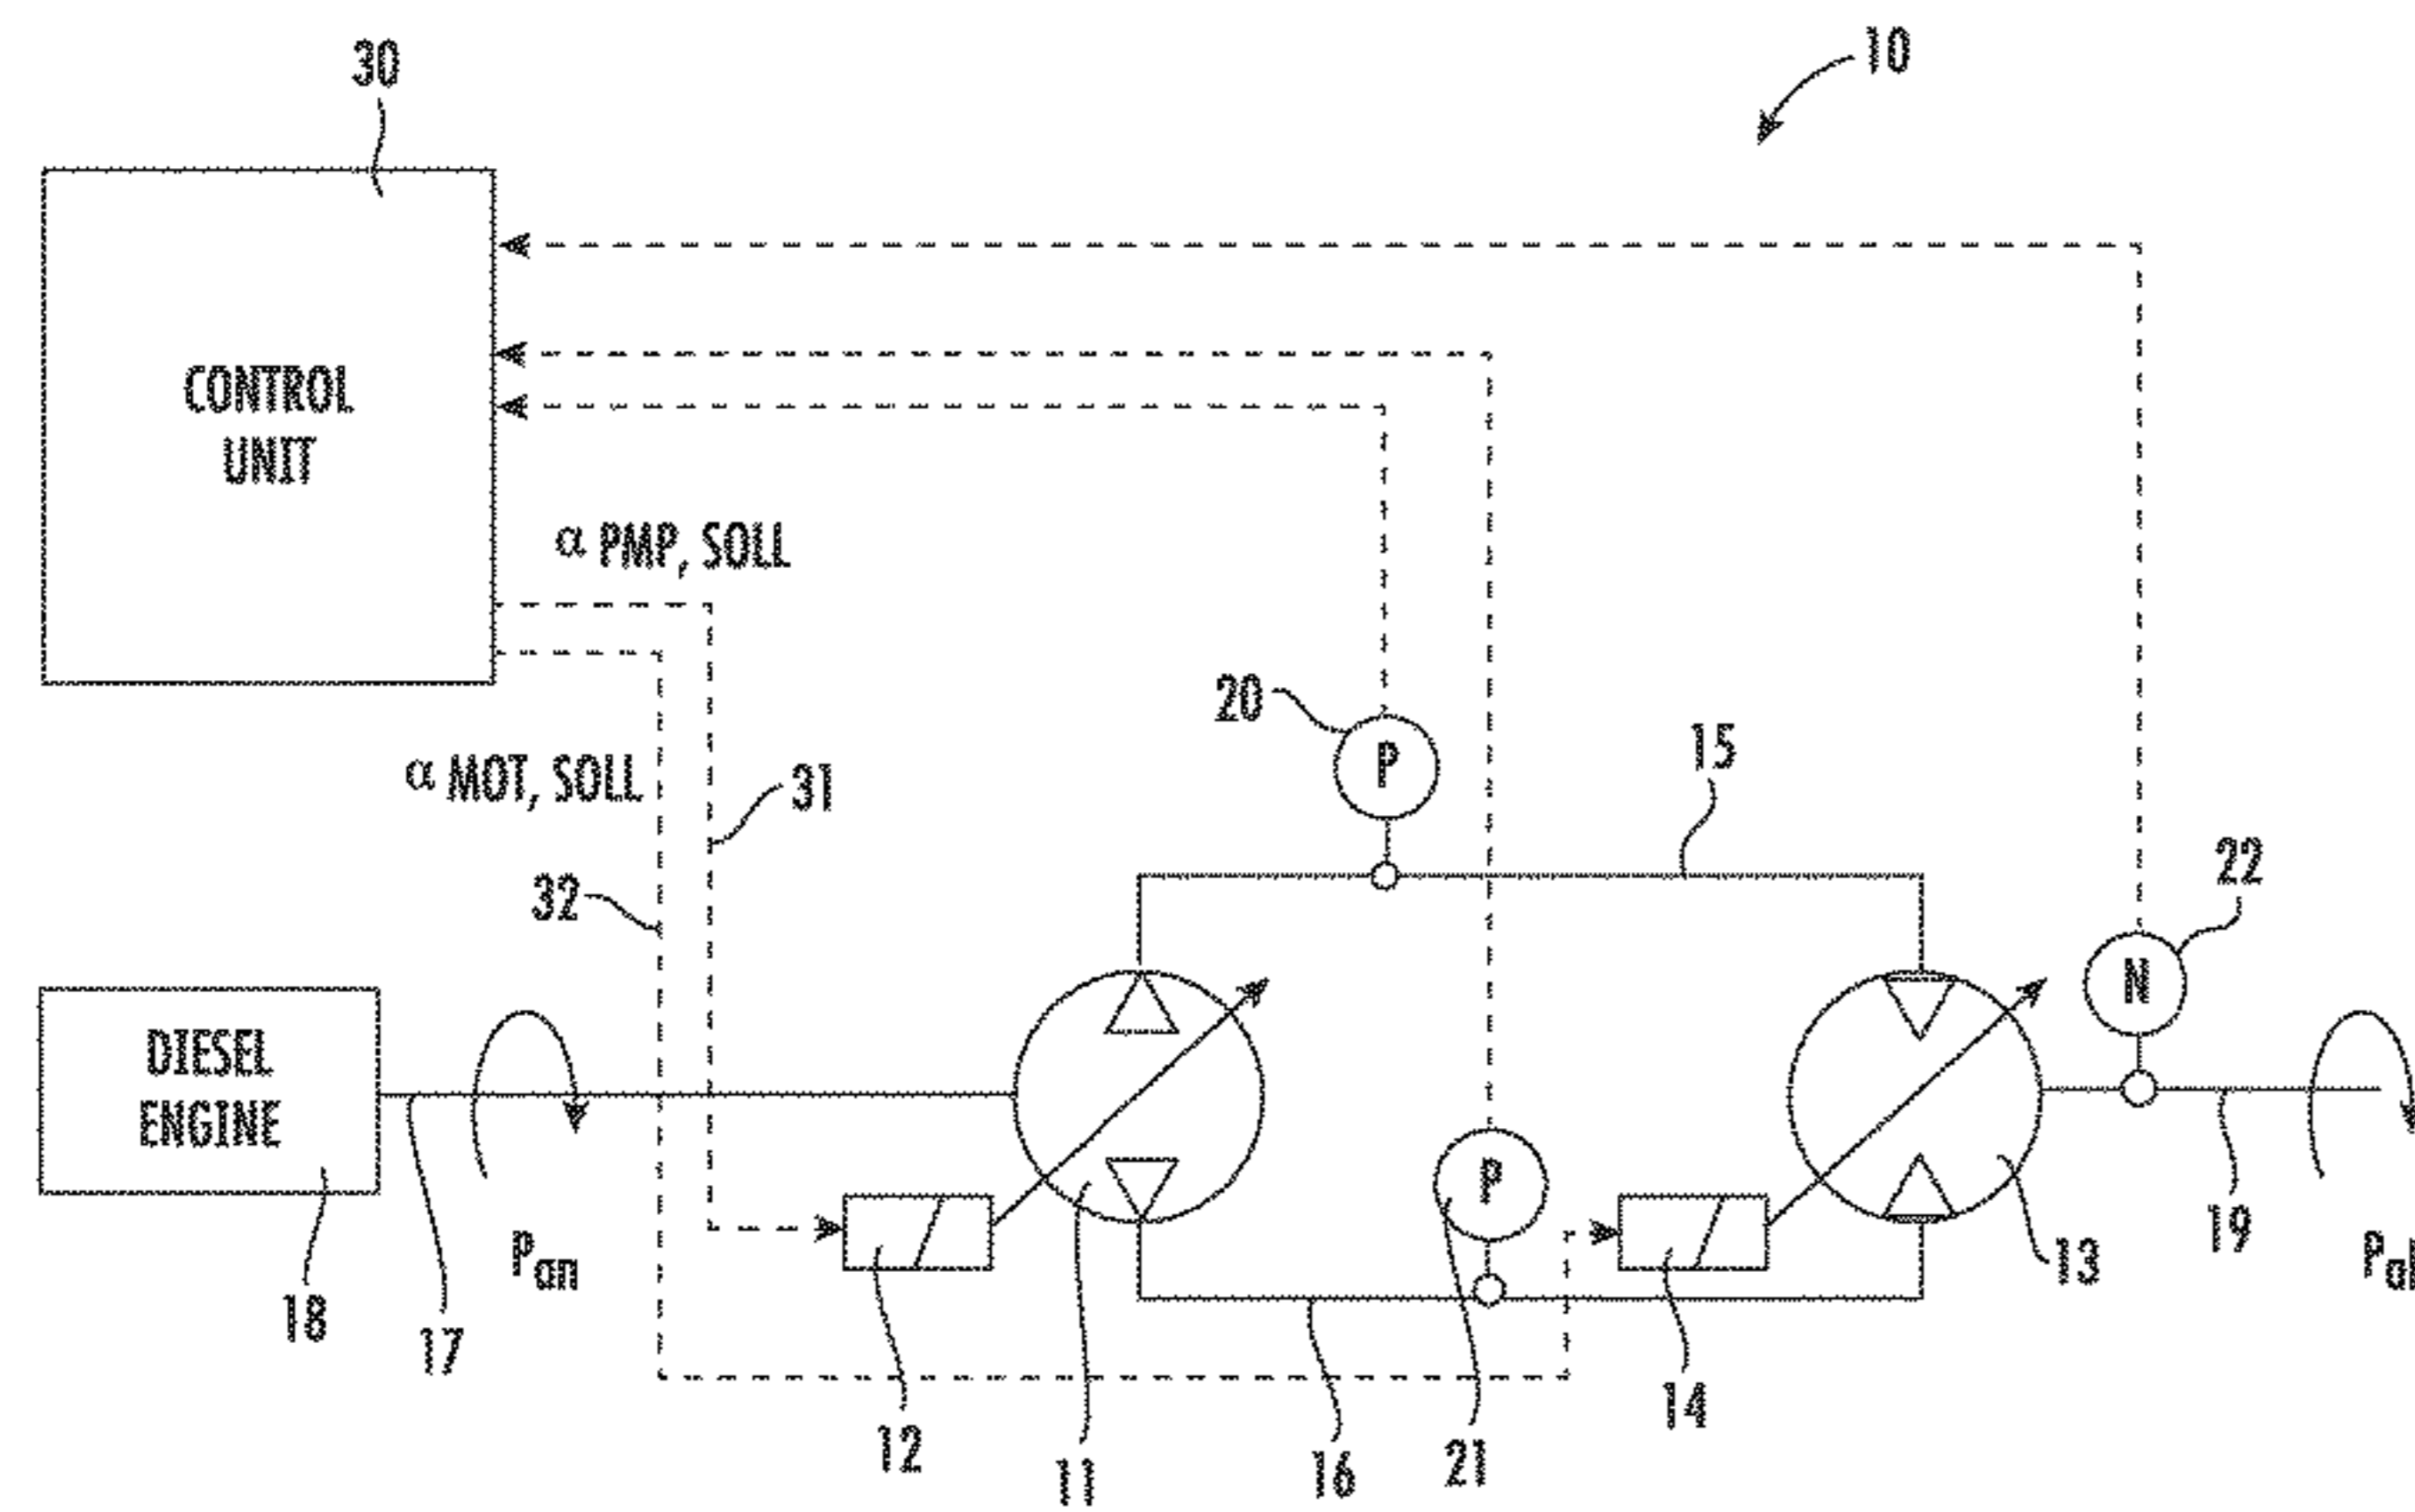 30
10
CONTROL
UNIT
α PMP, SOLL
20
P
15
α MOT, SOLL
31
32
22
N
DIESEL
ENGINE
P
18
17
Pan
12
11
16
21
14
13
19